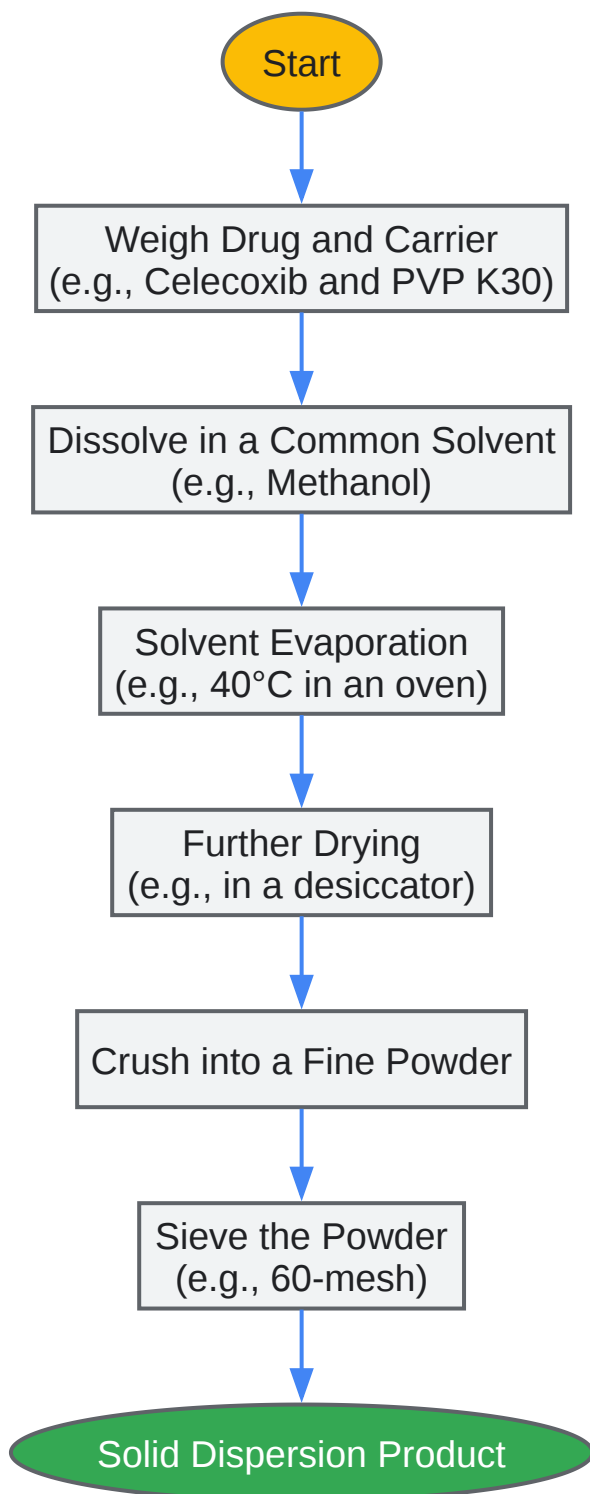 Start
Weigh Drug and Carrier
(e.g., Celecoxib and PVP K30)
Dissolve in a Common Solvent
(e.g., Methanol)
Solvent Evaporation
(e.g., 40°C in an oven)
Further Drying
(e.g., in a desiccator)
Crush into a Fine Powder
Sieve the Powder
(e.g., 60-mesh)
Solid Dispersion Product